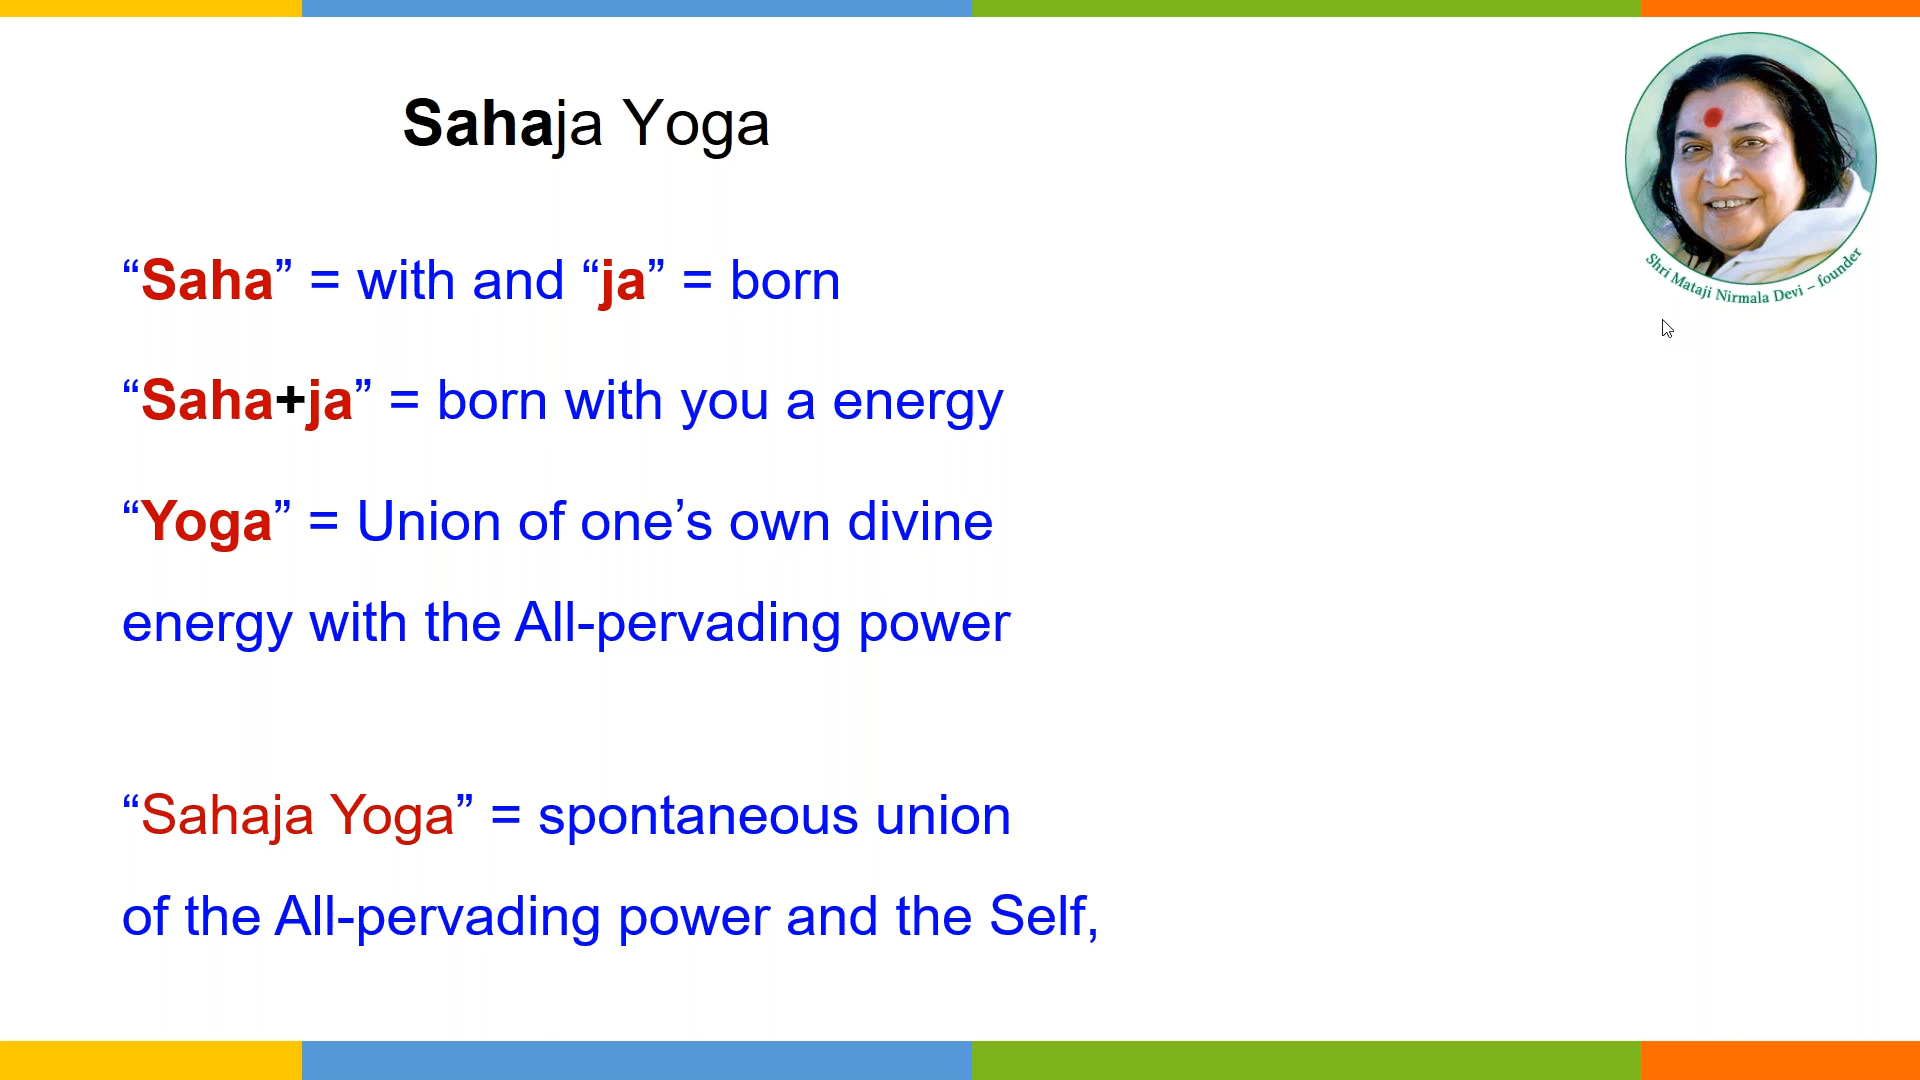 Sahaja Yoga
“Saha” = with and “ja” = born
“Saha+ja” = born with you a energy
“Yoga” = Union of one’s own divine
energy with the All-pervading power
“Sahaja Yoga” = spontaneous union
of the All-pervading power and the Self,
Shri Mataji Nirmala Devi – founder